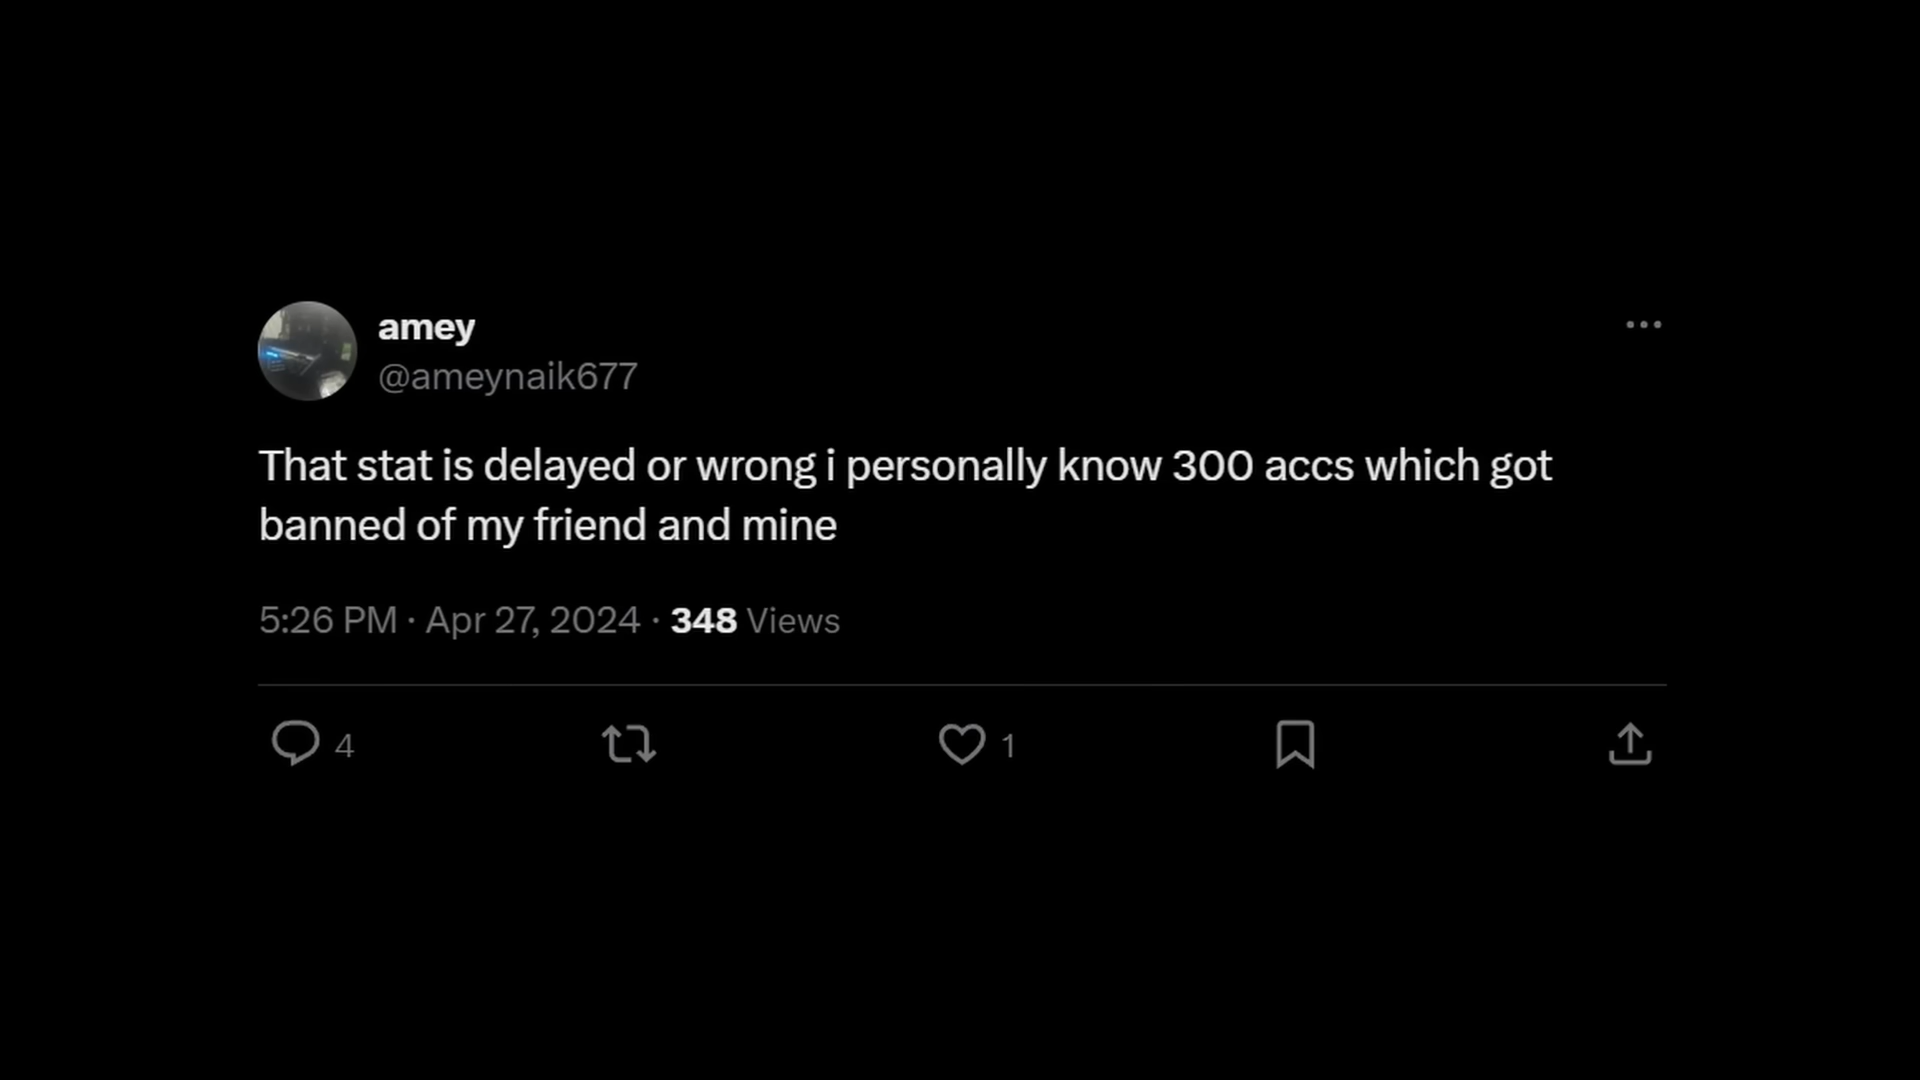 amey
@ameynaik677
That stat is delayed or wrong i personally know 300 accs which got
banned of my friend and mine
5:26 PM · Apr 27, 2024 · 348 Views
4
1